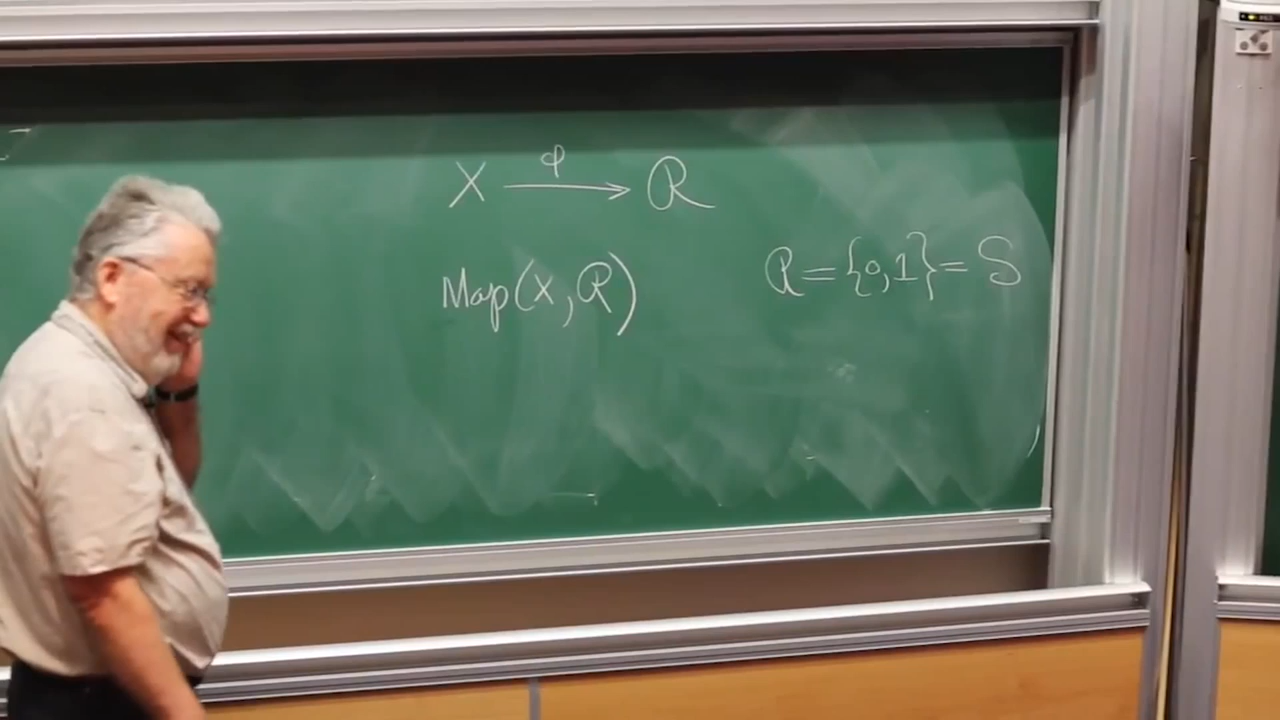 X —φ→ R
Map(X, R)
R = {0, 1} = S